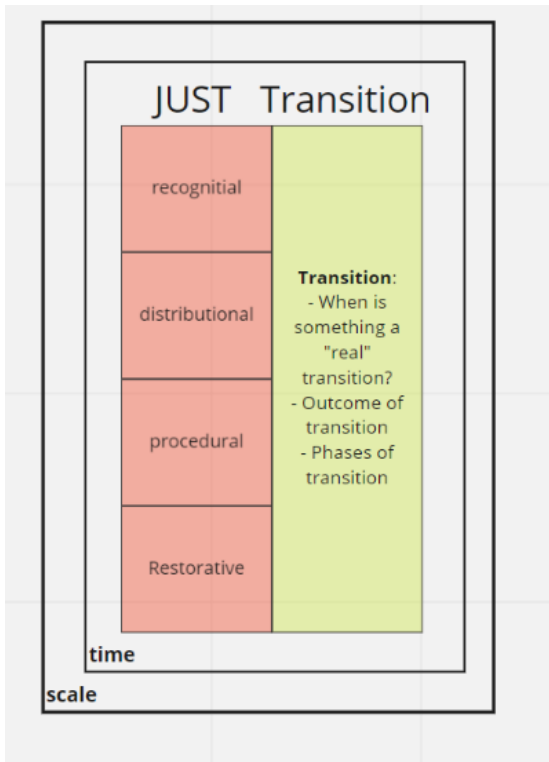 JUST Transition
recognitial
distributional
procedural
Restorative
Transition:
- When is
something a
"real"
transition?
- Outcome of
transition
- Phases of
transition
time
scale